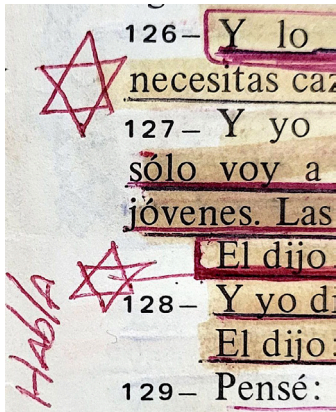 126– Y lo
necesitas caz
127– Y yo
sólo voy a
jóvenes. Las
El dijo
128– Y yo di
El dijo:
129– Pensé:
Habla